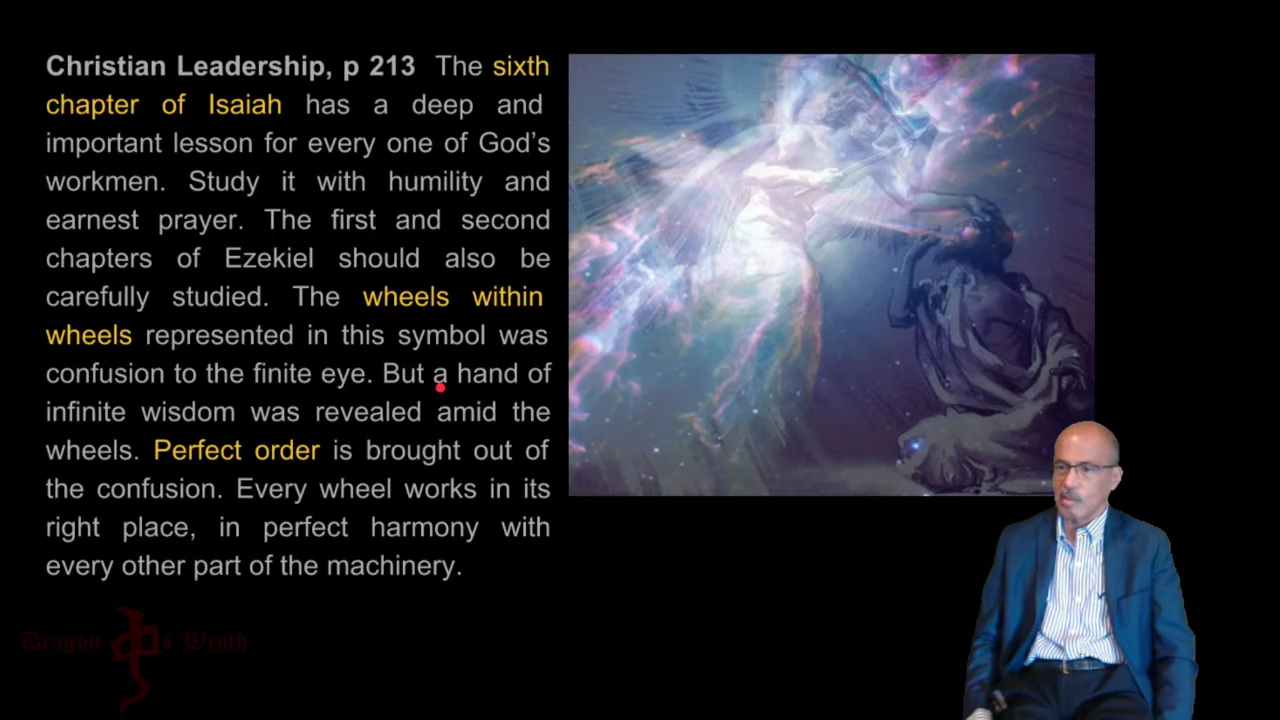 Christian Leadership, p 213 The sixth
chapter of Isaiah has a deep and
important lesson for every one of God’s
workmen. Study it with humility and
earnest prayer. The first and second
chapters of Ezekiel should also be
carefully studied. The wheels within
wheels represented in this symbol was
confusion to the finite eye. But a hand of
infinite wisdom was revealed amid the
wheels. Perfect order is brought out of
the confusion. Every wheel works in its
right place, in perfect harmony with
every other part of the machinery.
Dragon s Wroth